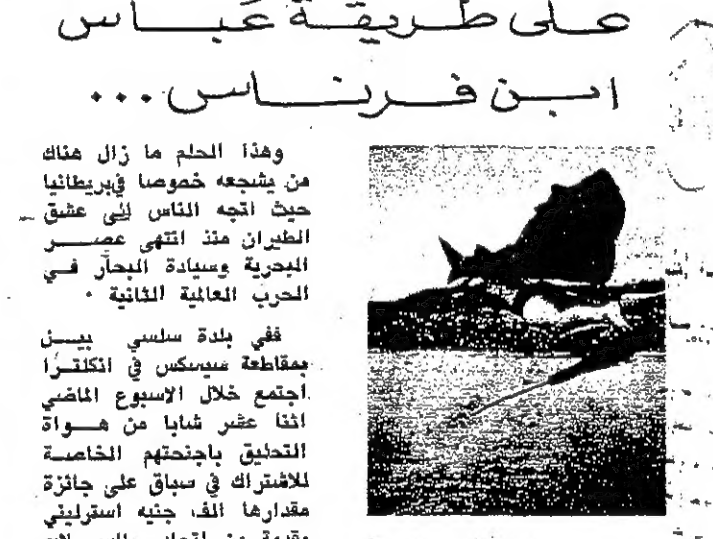 على طريقة عباس
ابن فرناس...
وهذا الحلم ما زال هناك
من يشجعه خصوصا في بريطانيا
حيث اتجه الناس الى عشق
الطيران منذ انتهى عصر
البحرية وسيادة البحار في
الحرب العالمية الثانية .
ففي بلدة سلسي بيـن
بمقاطعة سيسكس في انكلترا
اجتمع خلال الاسبوع الماضي
اثنا عشر شابا من هواة
التحليق باجنحتهم الخاصة
للاشتراك في سباق على جائزة
مقدارها الف جنيه استرليني